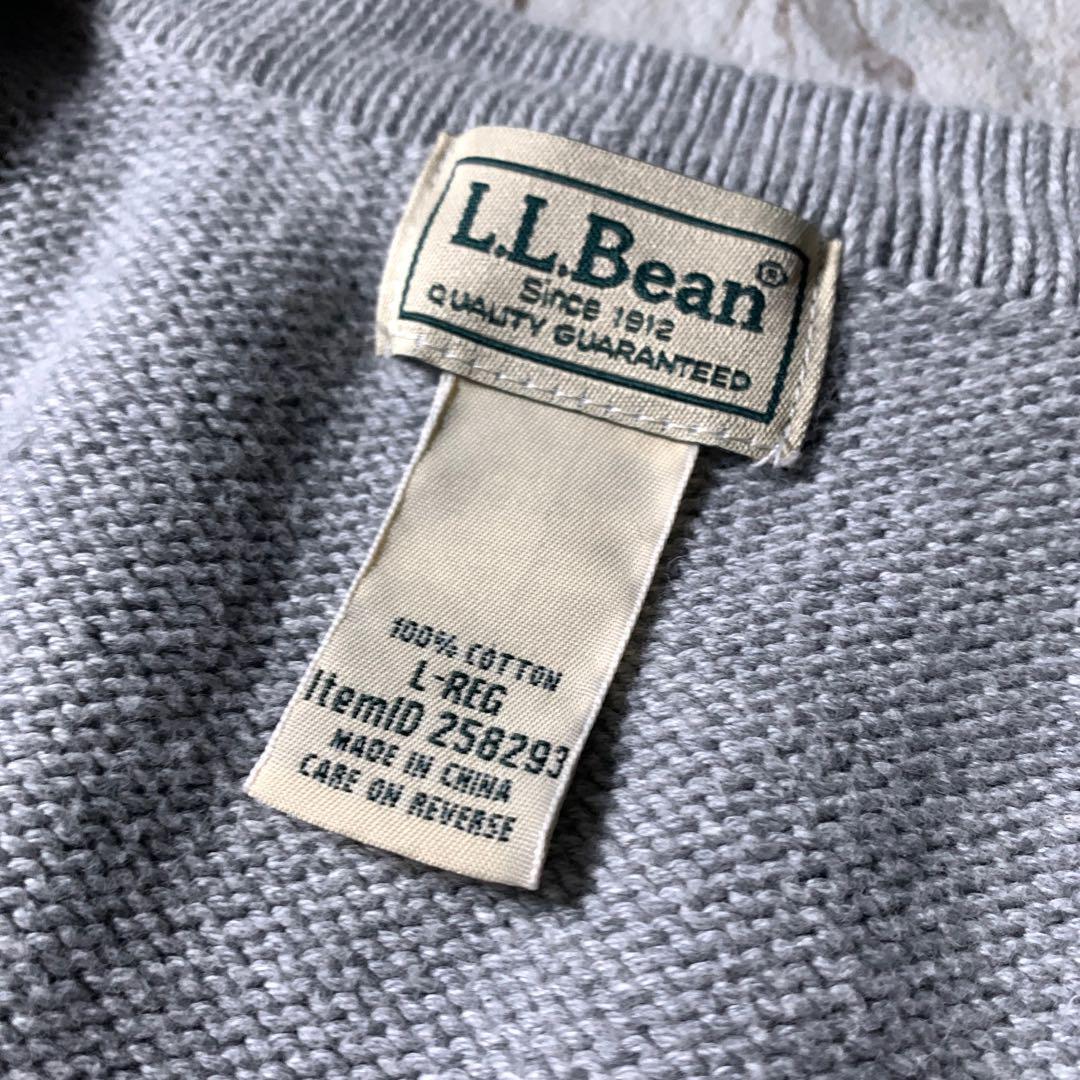 L.L.Bean®
Since 1912
QUALITY GUARANTEED
100% COTTON
L-REG
ItemID 258293
MADE IN CHINA
CARE ON REVERSE